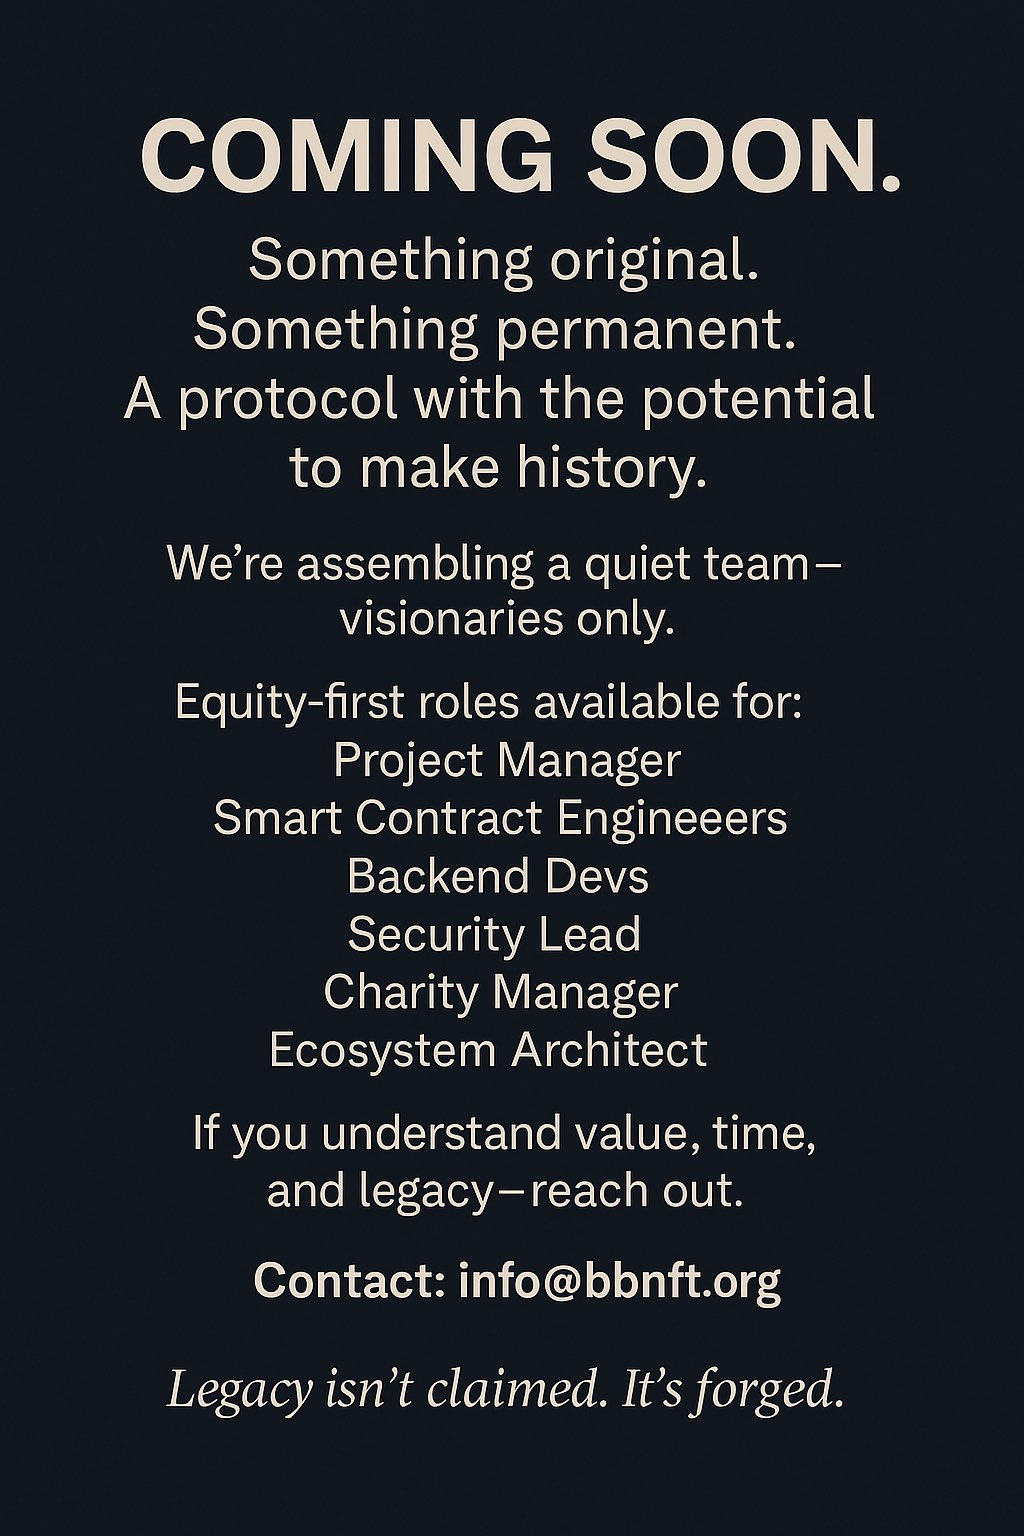 COMING SOON.
Something original.
Something permanent.
A protocol with the potential
to make history.
We’re assembling a quiet team–
visionaries only.
Equity-first roles available for:
Project Manager
Smart Contract Engineeers
Backend Devs
Security Lead
Charity Manager
Ecosystem Architect
If you understand value, time,
and legacy–reach out.
Contact: info@bbnft.org
Legacy isn’t claimed. It’s forged.